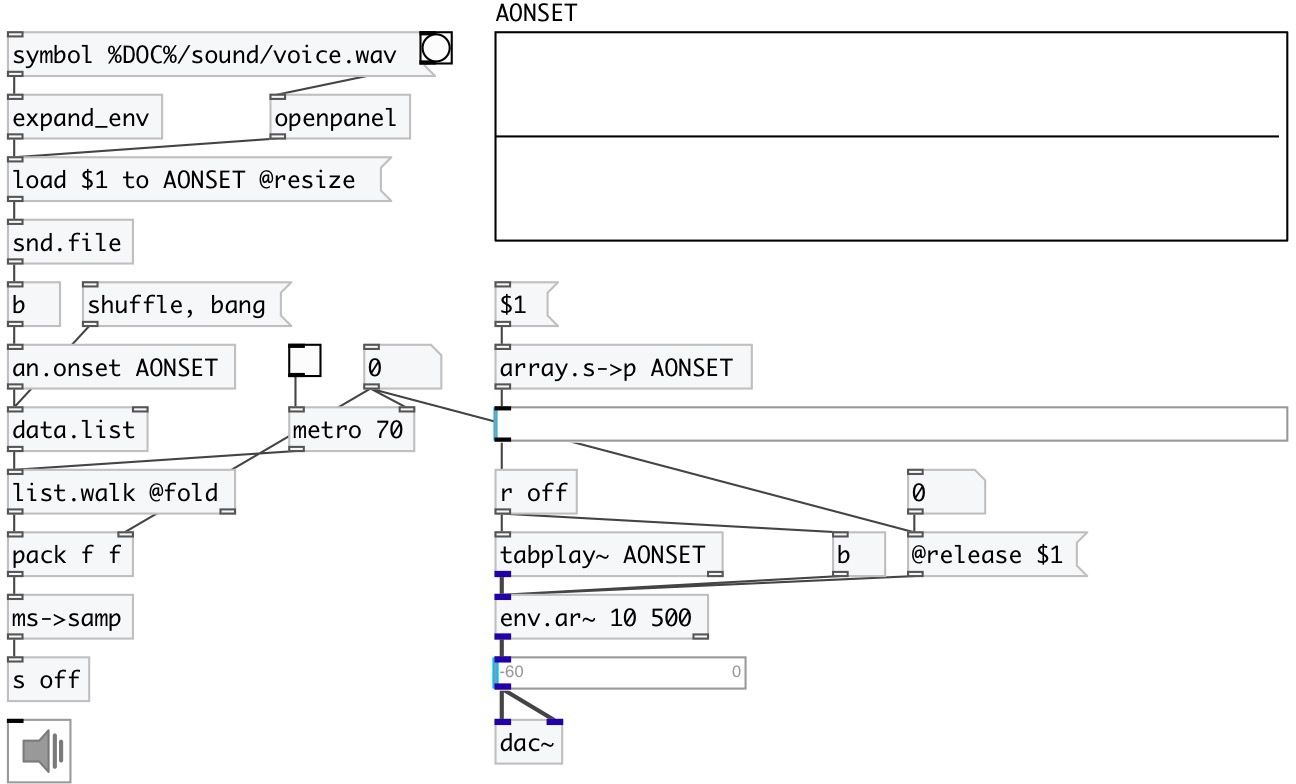 AONSET
symbol %DOC%/sound/voice.wav
expand_env
openpanel
load $1 to AONSET @resize
snd.file
b
shuffle, bang
$1
an.onset AONSET
0
array.s->p AONSET
data.list
metro 70
list.walk @fold
r off
0
pack f f
tabplay~ AONSET
b
@release $1
ms->samp
env.ar~ 10 500
s off
-60
0
dac~